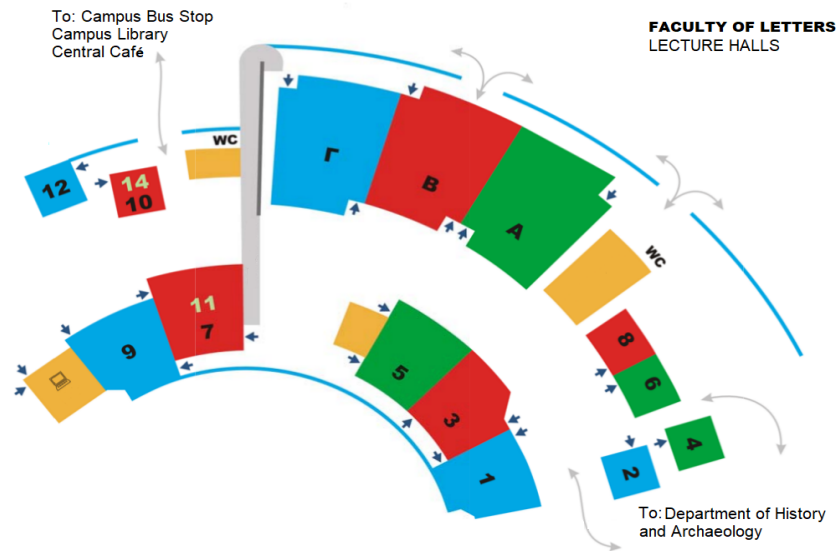 To: Campus Bus Stop
Campus Library
Central Café
FACULTY OF LETTERS
LECTURE HALLS
WC
Γ
Β
Α
12
14
10
WC
11
7
9
5
3
1
8
6
4
2
To: Department of History
and Archaeology